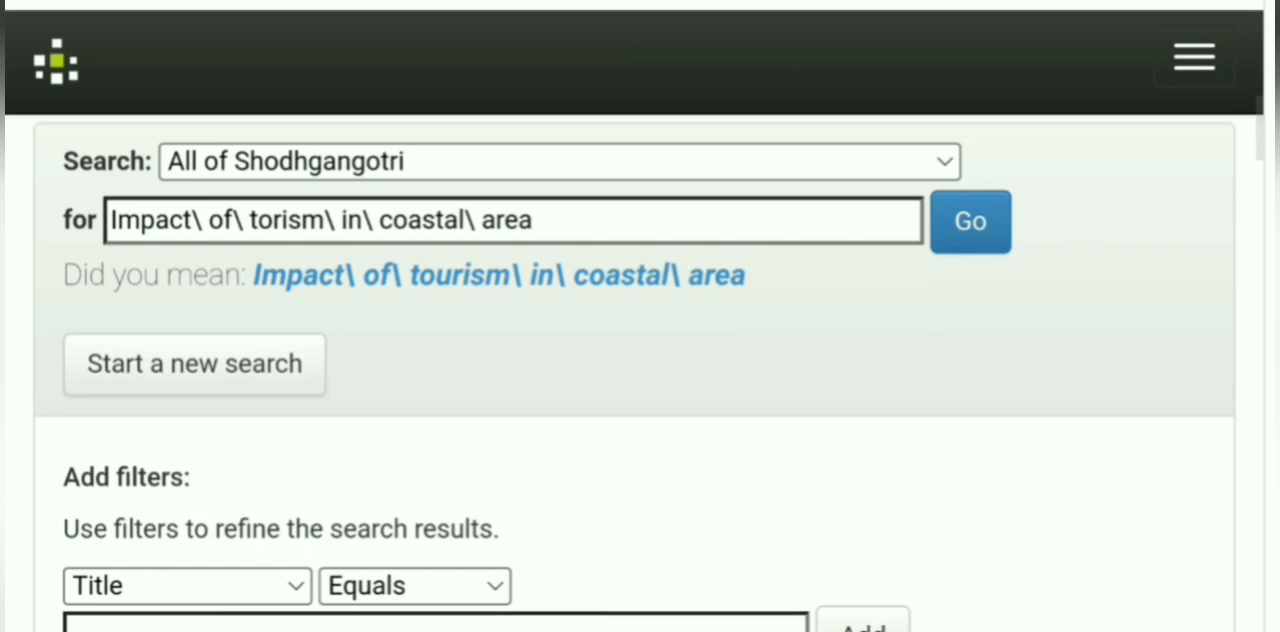 Search: All of Shodhgangotri
for Impact\ of\ torism\ in\ coastal\ area Go
Did you mean: Impact\ of\ tourism\ in\ coastal\ area
Start a new search
Add filters:
Use filters to refine the search results.
Title Equals
Add